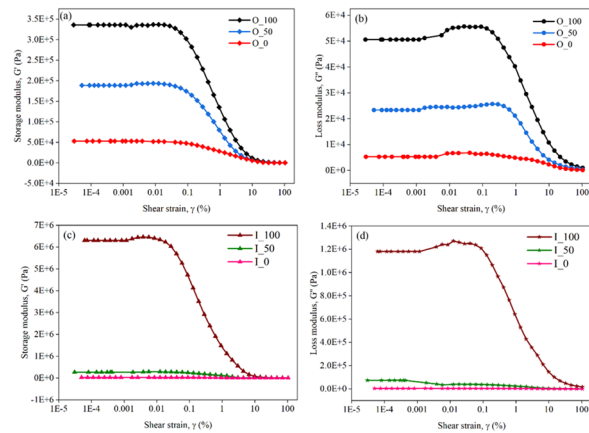 (a)
O_100
O_50
O_0
3.5E+5
3.0E+5
2.5E+5
2.0E+5
1.5E+5
1.0E+5
5.0E+4
0.0E+0
-5.0E+4
Storage modulus, G' (Pa)
1E-5 1E-4 0.001 0.01 0.1 1 10 100
Shear strain, γ (%)
(b)
O_100
O_50
O_0
6E+4
5E+4
4E+4
3E+4
2E+4
1E+4
0E+0
Loss modulus, G'' (Pa)
1E-5 1E-4 0.001 0.01 0.1 1 10 100
Shear strain, γ (%)
(c)
I_100
I_50
I_0
7E+6
6E+6
5E+6
4E+6
3E+6
2E+6
1E+6
0E+0
-1E+6
Storage modulus, G' (Pa)
1E-5 1E-4 0.001 0.01 0.1 1 10 100
Shear strain, γ (%)
(d)
I_100
I_50
I_0
1.4E+6
1.2E+6
1.0E+6
8.0E+5
6.0E+5
4.0E+5
2.0E+5
0.0E+0
Loss modulus, G'' (Pa)
1E-5 1E-4 0.001 0.01 0.1 1 10 100
Shear strain, γ (%)